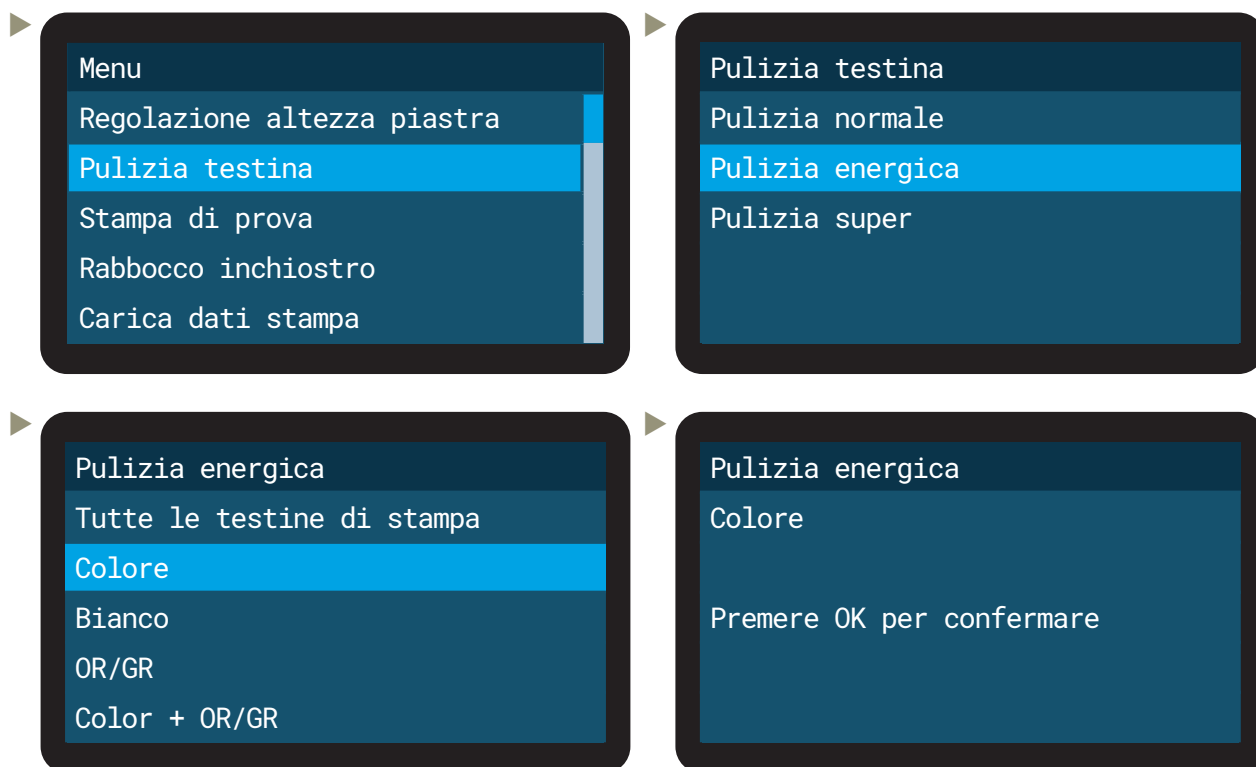 Menu
Regolazione altezza piastra
Pulizia testina
Stampa di prova
Rabbocco inchiostro
Carica dati stampa
Pulizia testina
Pulizia normale
Pulizia energica
Pulizia super
Pulizia energica
Tutte le testine di stampa
Colore
Bianco
OR/GR
Color + OR/GR
Pulizia energica
Colore
Premere OK per confermare